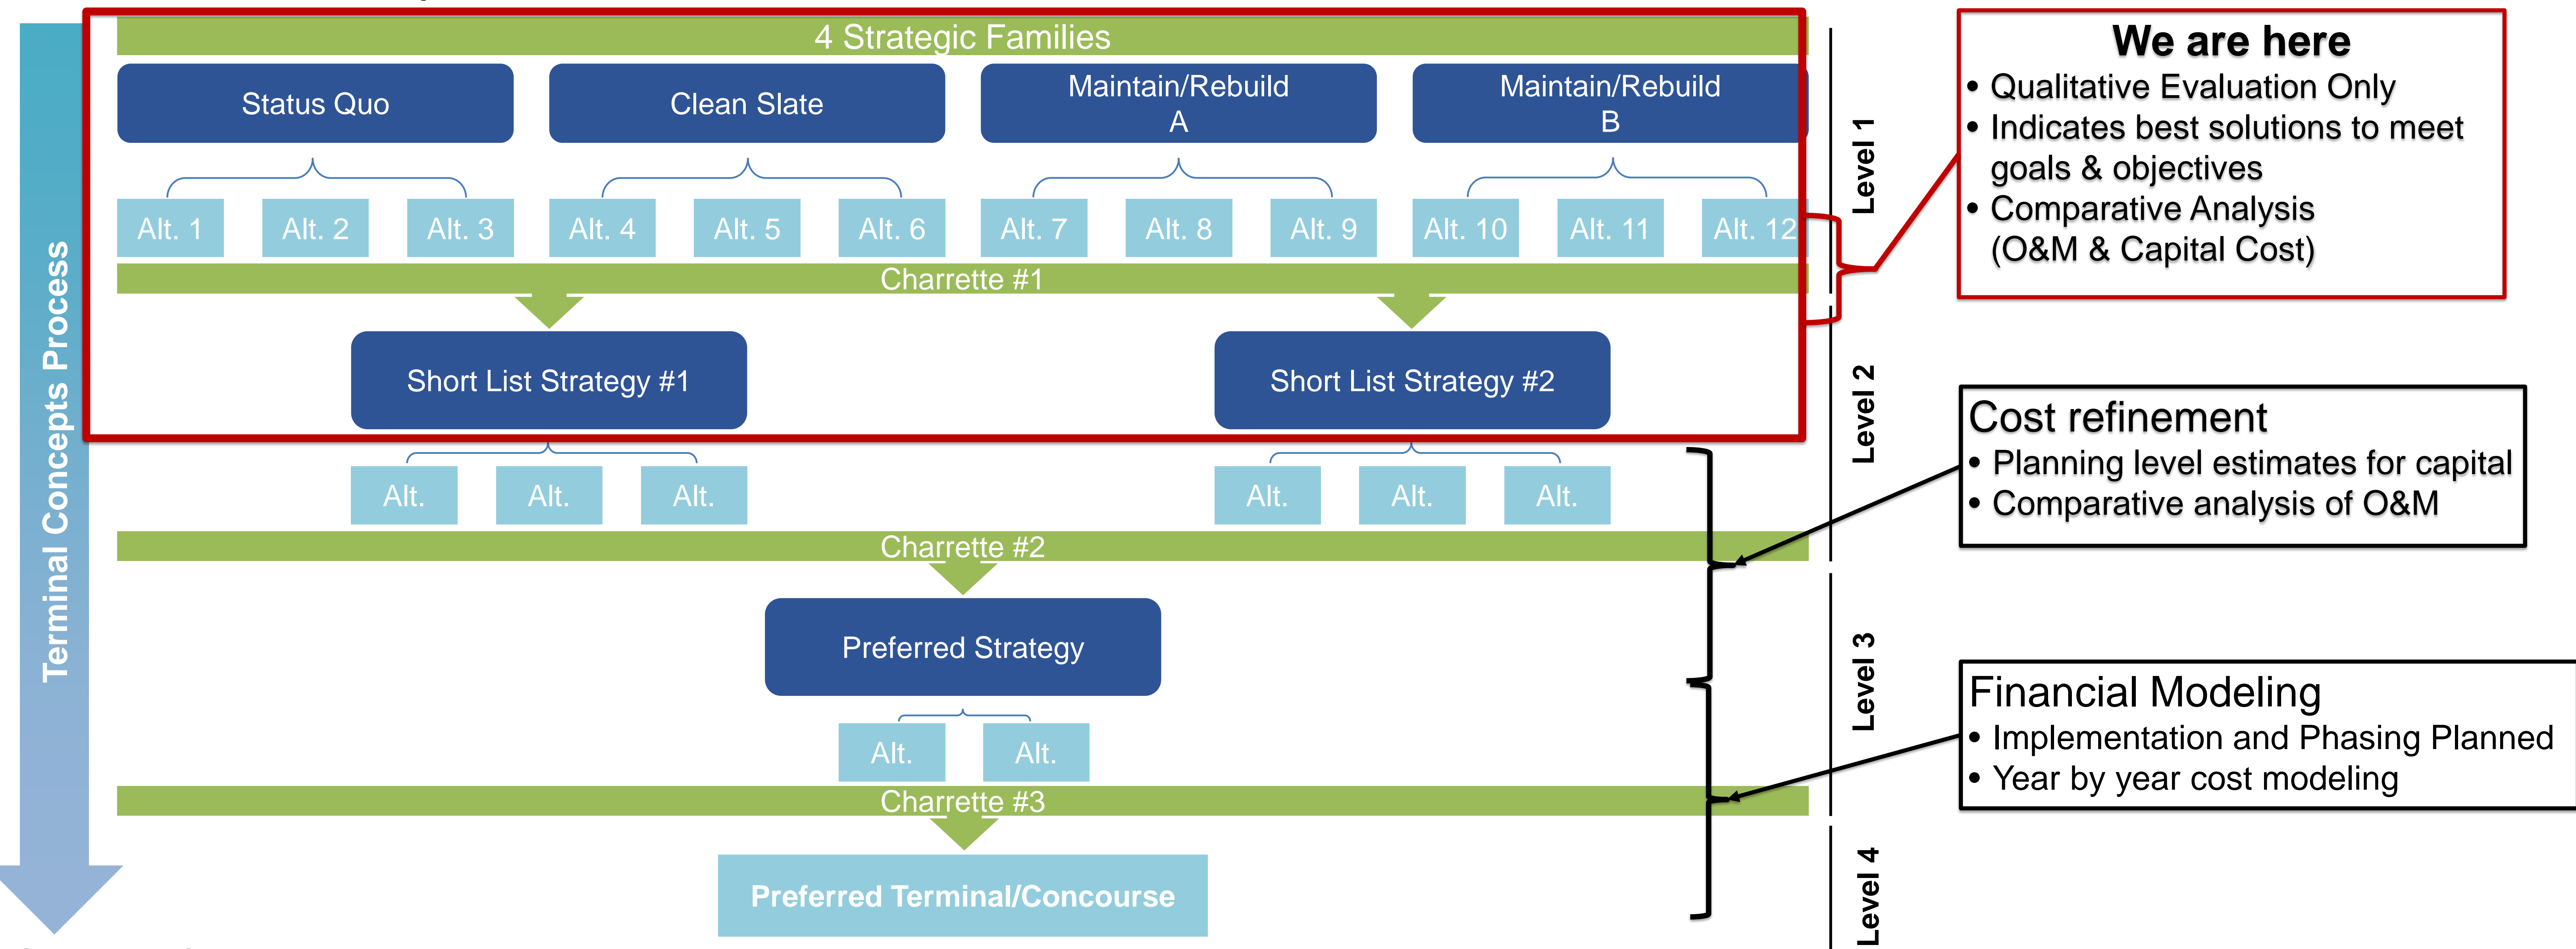 Terminal Concepts Process
4 Strategic Families
Status Quo
Clean Slate
Maintain/Rebuild
A
Maintain/Rebuild
B
Alt. 1
Alt. 2
Alt. 3
Alt. 4
Alt. 5
Alt. 6
Alt. 7
Alt. 8
Alt. 9
Alt. 10
Alt. 11
Alt. 12
Charrette #1
Level 1
We are here
• Qualitative Evaluation Only
• Indicates best solutions to meet
goals & objectives
• Comparative Analysis
(O&M & Capital Cost)
Short List Strategy #1
Short List Strategy #2
Level 2
Alt.
Alt.
Alt.
Alt.
Alt.
Alt.
Charrette #2
Cost refinement
• Planning level estimates for capital
• Comparative analysis of O&M
Preferred Strategy
Level 3
Alt.
Alt.
Charrette #3
Financial Modeling
• Implementation and Phasing Planned
• Year by year cost modeling
Preferred Terminal/Concourse
Level 4